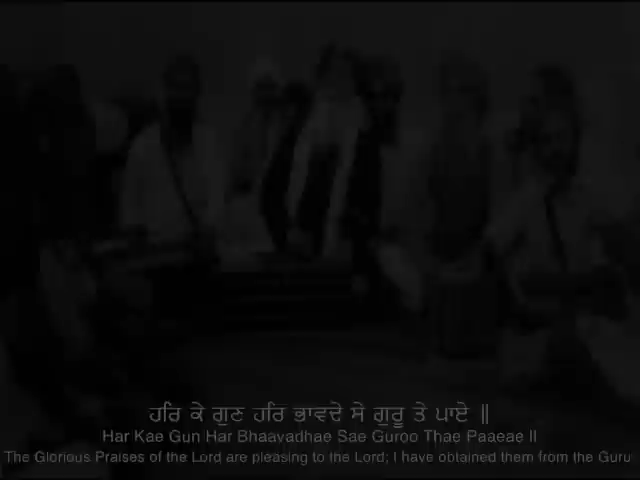 ਹਰਿ ਕੇ ਗੁਣ ਹਰਿ ਭਾਵਦੇ ਸੇ ਗੁਰੂ ਤੇ ਪਾਏ ॥
Har Kae Gun Har Bhaavadhae Sae Guroo Thae Paaeae ||
The Glorious Praises of the Lord are pleasing to the Lord; I have obtained them from the Guru